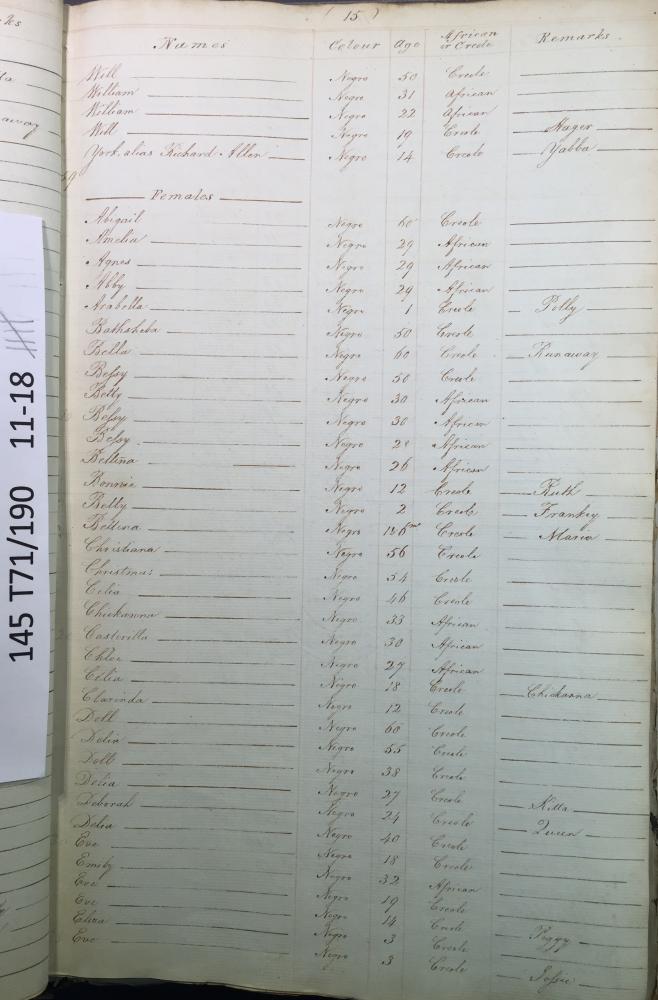 ( 15 )
Names Colour Age African or Creole Remarks
Will Negro 50 Creole
William Negro 31 African
William Negro 22 African
Will Negro 19 Creole Hager
York alias Richard Allen Negro 14 Creole Yabba
Females
Abigail Negro 60 Creole
Amelia Negro 29 African
Agnes Negro 29 African
Abby Negro 29 African
Arabella Negro 1 Creole Polly
Bathsheba Negro 50 Creole
Bella Negro 60 Creole Runaway
Bessy Negro 50 Creole
Betty Negro 30 African
Bessy Negro 30 African
Bessy Negro African
Bettina Negro 26 African
Bonnie Negro 12 Creole Ruth
Betty Negro 2 Creole Frankey
Bettina Negro Creole Maria
Christiana Negro 56 Creole
Christmas Negro 54 Creole
Celia Negro 46 Creole
Chickanna Negro 33 African
Castorilla Negro 30 African
Chloe Negro 27 African
Celia Negro 18 Creole Chickanna
Clarinda Negro 12 Creole
Doll Negro 60 Creole
Delia Negro 55 Creole
Doll Negro 38 Creole
Delia Negro 27 Creole Kitta
Deborah Negro 24 Creole Queen
Delia Negro 40 Creole
Eve Negro 18 Creole
Emily Negro 32 African
Eve Negro 19 Creole
Eve Negro 14 Creole Peggy
Eliza Negro 3 Creole
Eve Negro 3 Creole
away
145 T71/190 11-18